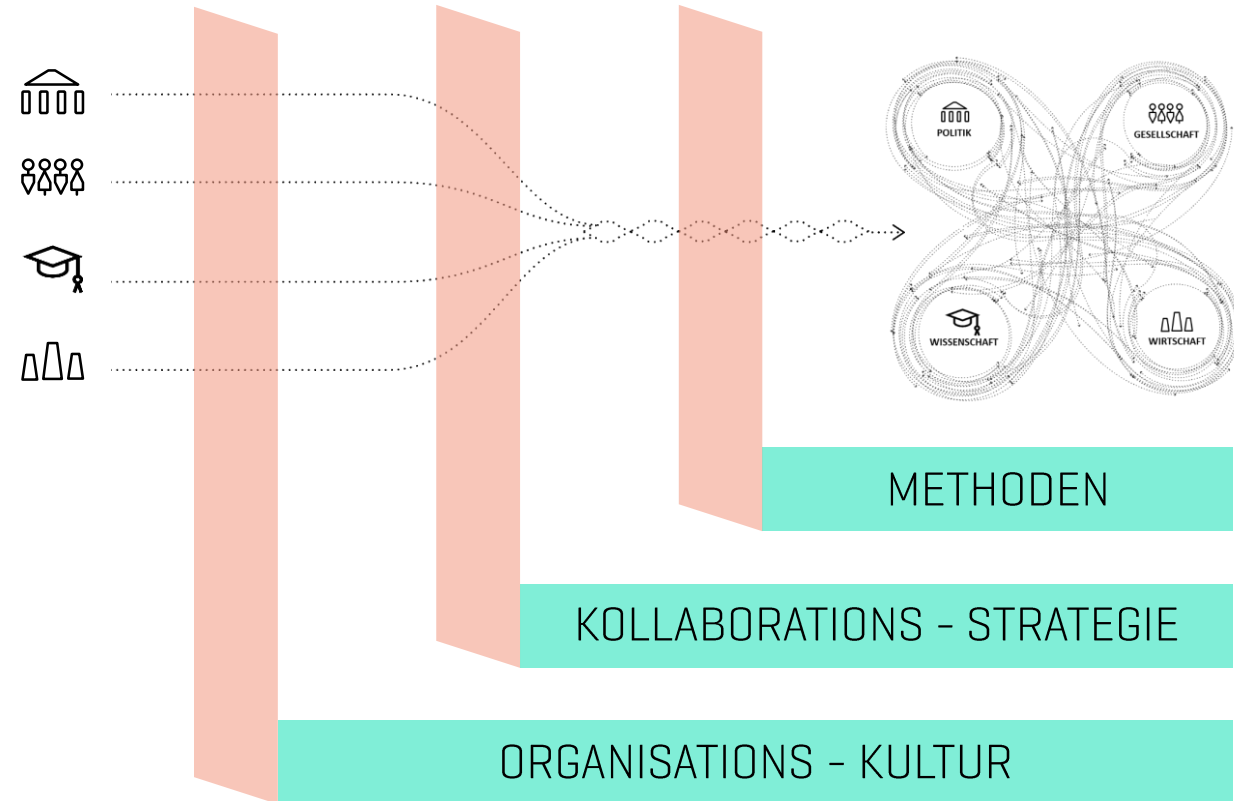 POLITIK
GESELLSCHAFT
WISSENSCHAFT
WIRTSCHAFT
METHODEN
KOLLABORATIONS - STRATEGIE
ORGANISATIONS - KULTUR